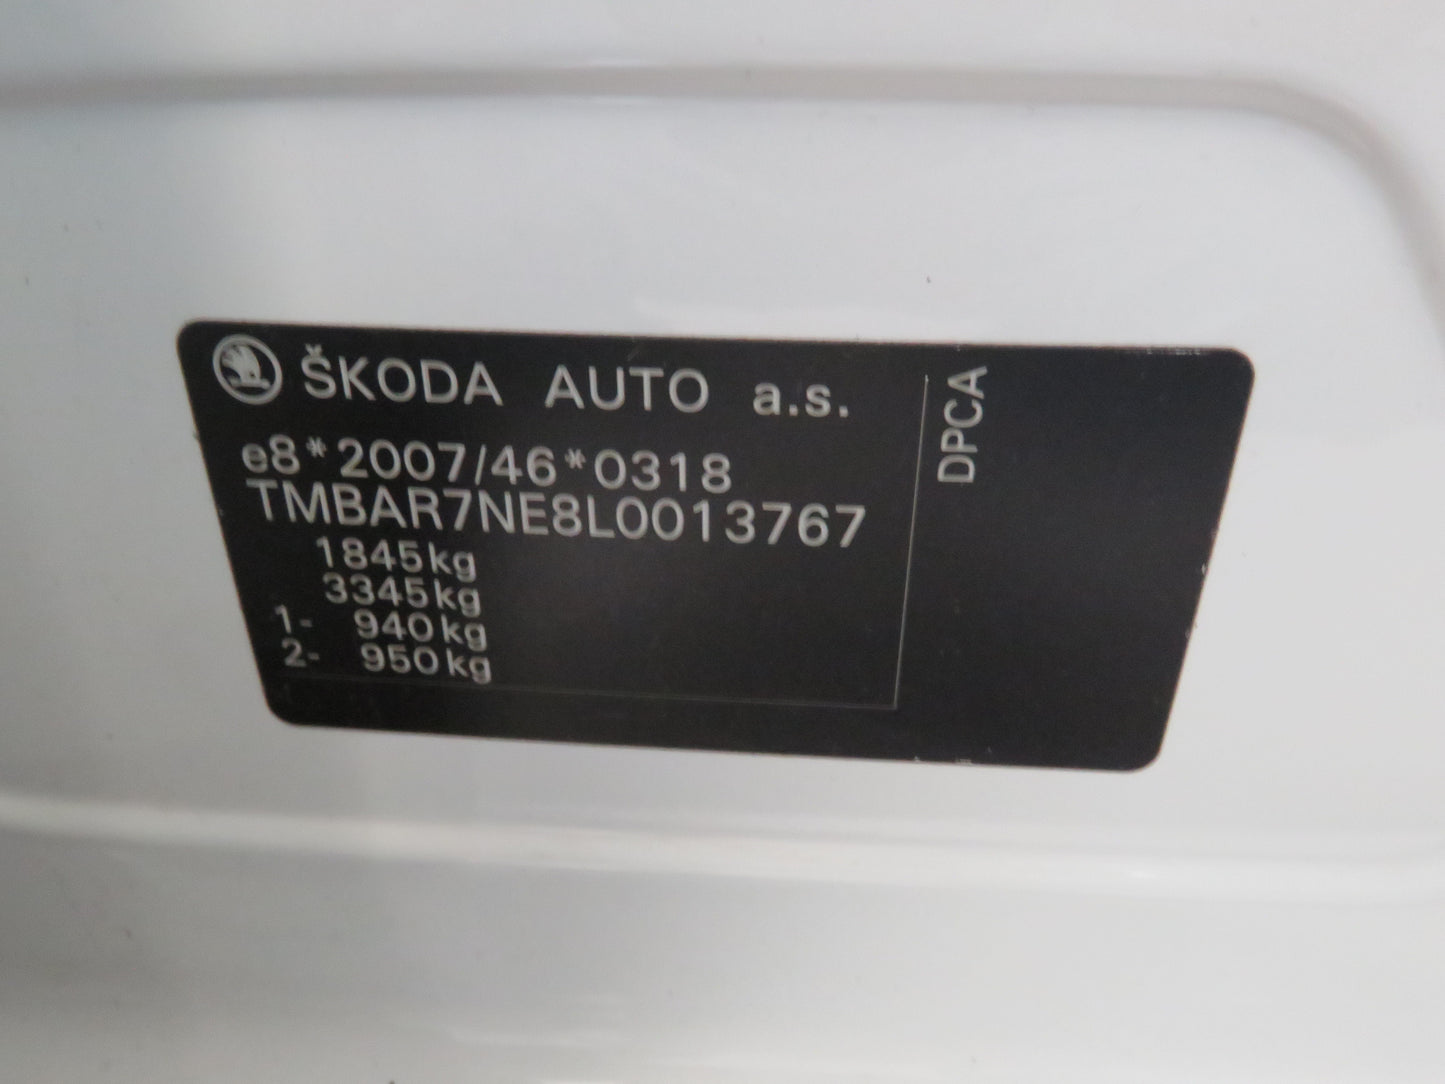 ŠKODA AUTO a.s.
e8*2007/46*0318
TMBAR7NE8L0013767
1845kg
3345kg
1- 940kg
2- 950kg
DPCA